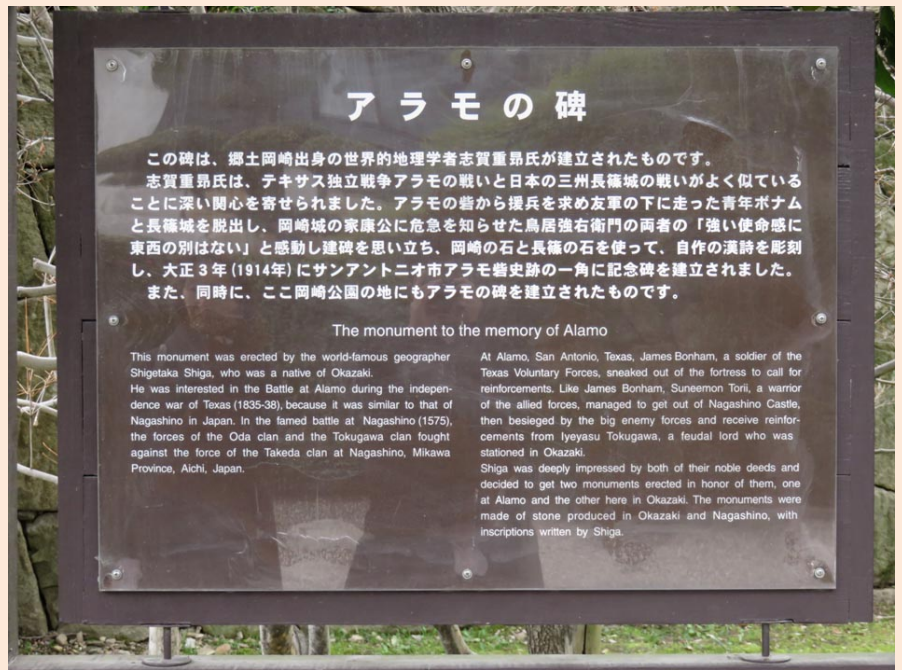 アラモの碑
この碑は、郷土岡崎出身の世界的地理学者志賀重昻氏が建立されたものです。
志賀重昻氏は、テキサス独立戦争アラモの戦いと日本の三州長篠城の戦いがよく似ている
ことに深い関心を寄せられました。アラモの砦から援兵を求め友軍の下に走った青年ボナム
と長篠城を脱出し、岡崎城の家康公に危急を知らせた鳥居強右衛門の両者の「強い使命感に
東西の別はない」と感動し建碑を思い立ち、岡崎の石と長篠の石を使って、自作の漢詩を彫刻
し、大正3年(1914年)にサンアントニオ市アラモ砦史跡の一角に記念碑を建立されました。
また、同時に、ここ岡崎公園の地にもアラモの碑を建立されたものです。
The monument to the memory of Alamo
This monument was erected by the world-famous geographer
Shigetaka Shiga, who was a native of Okazaki.
He was interested in the Battle at Alamo during the indepen-
dence war of Texas (1835-38), because it was similar to that of
Nagashino in Japan. In the famed battle at Nagashino (1575),
the forces of the Oda clan and the Tokugawa clan fought
against the force of the Takeda clan at Nagashino, Mikawa
Province, Aichi, Japan.
At Alamo, San Antonio, Texas, James Bonham, a soldier of the
Texas Voluntary Forces, sneaked out of the fortress to call for
reinforcements. Like James Bonham, Suneemon Torii, a warrior
of the allied forces, managed to get out of Nagashino Castle,
then besieged by the big enemy forces and receive reinfor-
cements from Iyeyasu Tokugawa, a feudal lord who was
stationed in Okazaki.
Shiga was deeply impressed by both of their noble deeds and
decided to get two monuments erected in honor of them, one
at Alamo and the other here in Okazaki. The monuments were
made of stone produced in Okazaki and Nagashino, with
inscriptions written by Shiga.